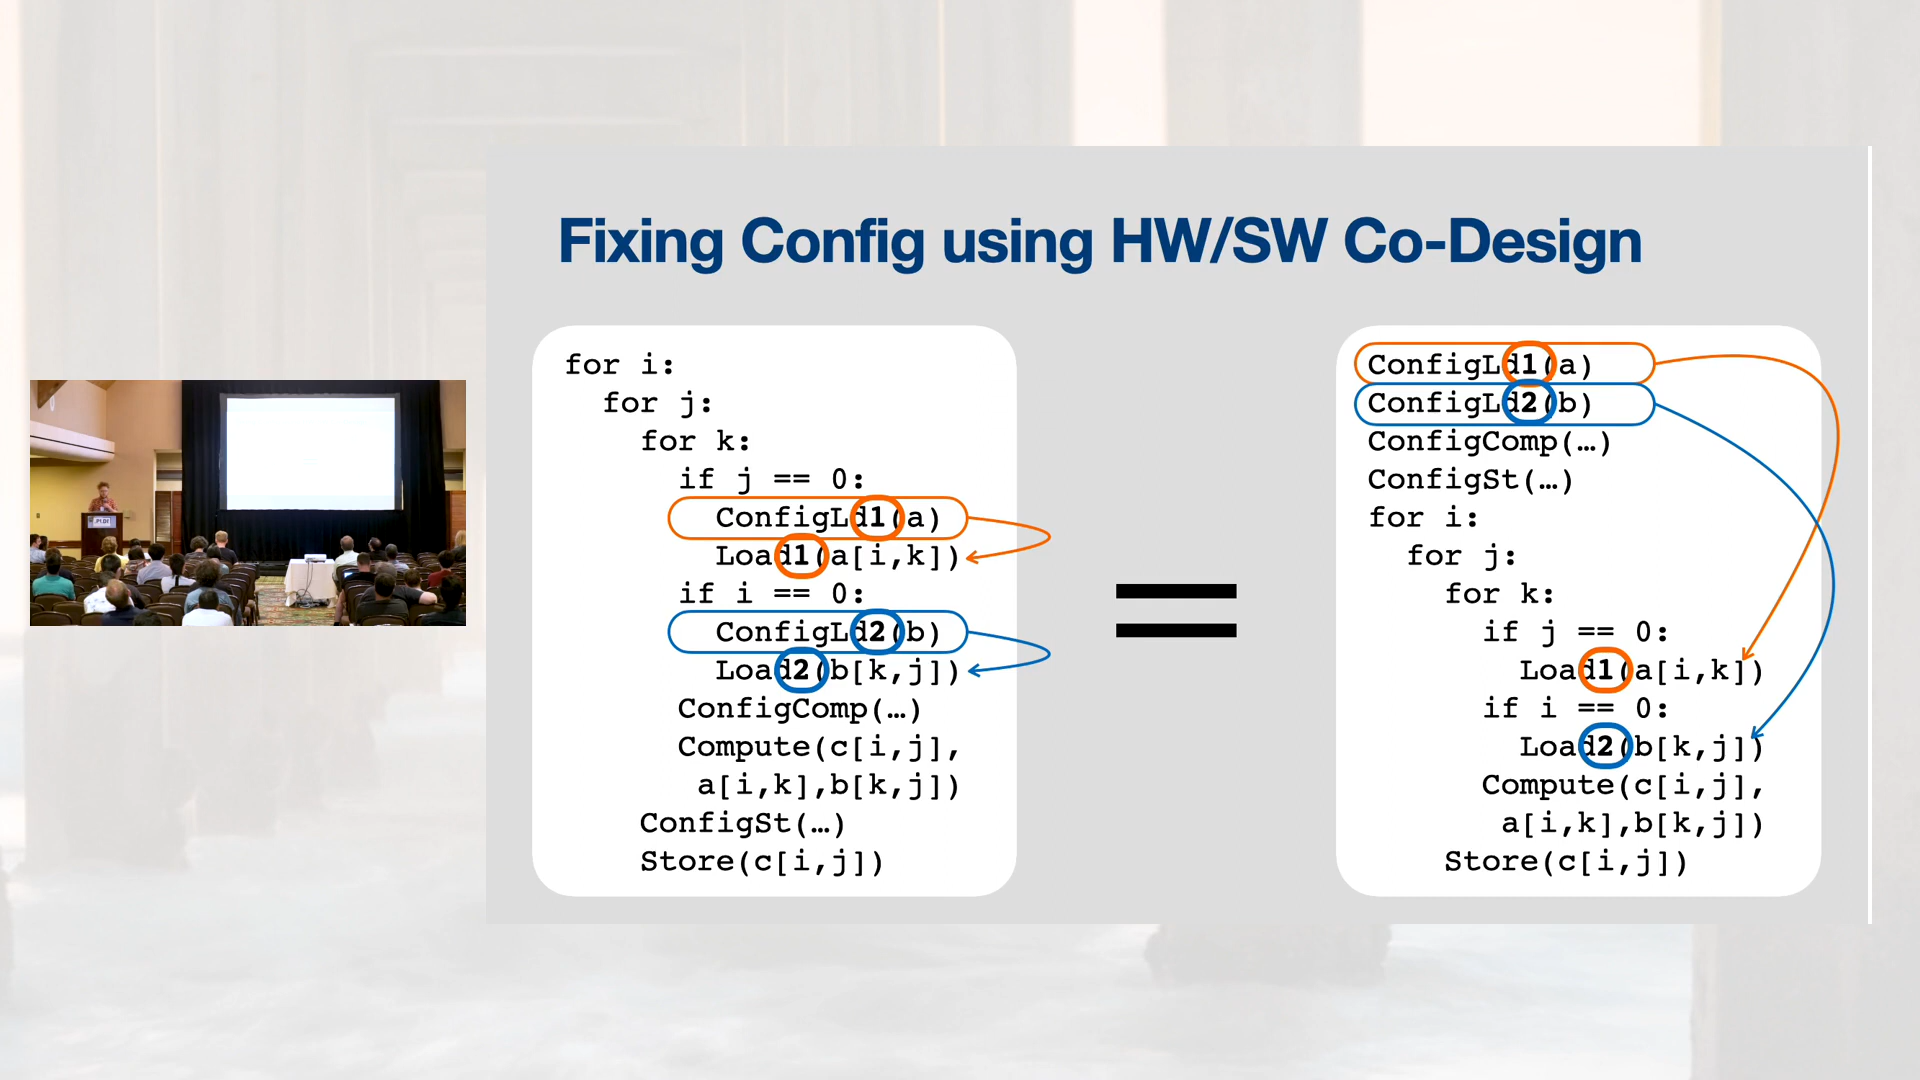 Fixing Config using HW/SW Co-Design
for i:
for j:
for k:
if j == 0:
ConfigLd1(a)
Load1(a[i,k])
if i == 0:
ConfigLd2(b)
Load2(b[k,j])
ConfigComp(…)
Compute(c[i,j],
a[i,k],b[k,j])
ConfigSt(…)
Store(c[i,j])
=
ConfigLd1(a)
ConfigLd2(b)
ConfigComp(…)
ConfigSt(…)
for i:
for j:
for k:
if j == 0:
Load1(a[i,k])
if i == 0:
Load2(b[k,j])
Compute(c[i,j],
a[i,k],b[k,j])
Store(c[i,j])
PLDI